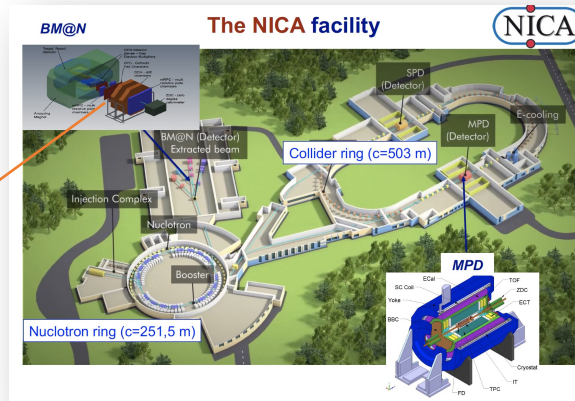 BM@N
The NICA facility
NICA
SPD
(Detector)
MPD
(Detector)
E-cooling
BM@N (Detector)
Extracted beam
Collider ring (c=503 m)
Injection Complex
Nuclotron
Booster
Nuclotron ring (c=251,5 m)
MPD
ECal
TOF
SC Coil
ZDC
Yoke
ECT
BBC
Cryostat
IT
TPC
FD